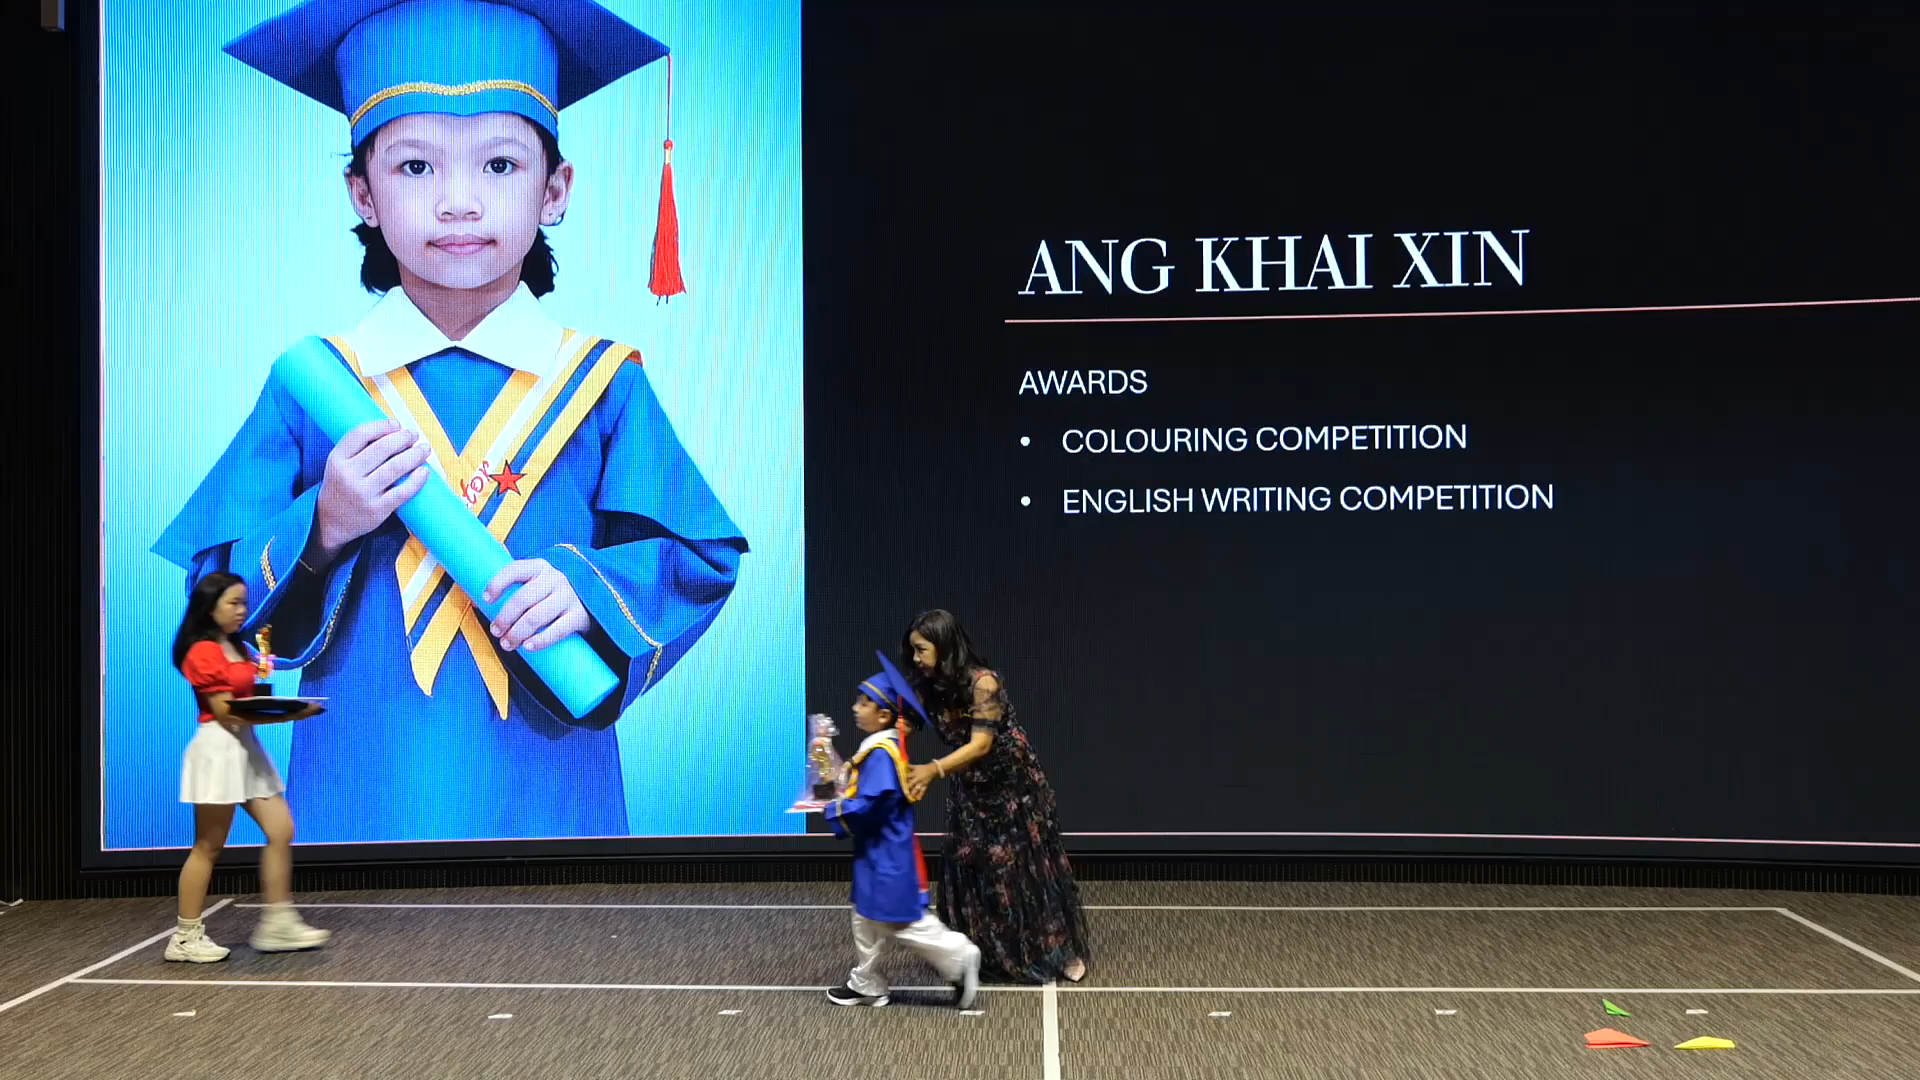 ANG KHAI XIN
AWARDS
• COLOURING COMPETITION
• ENGLISH WRITING COMPETITION